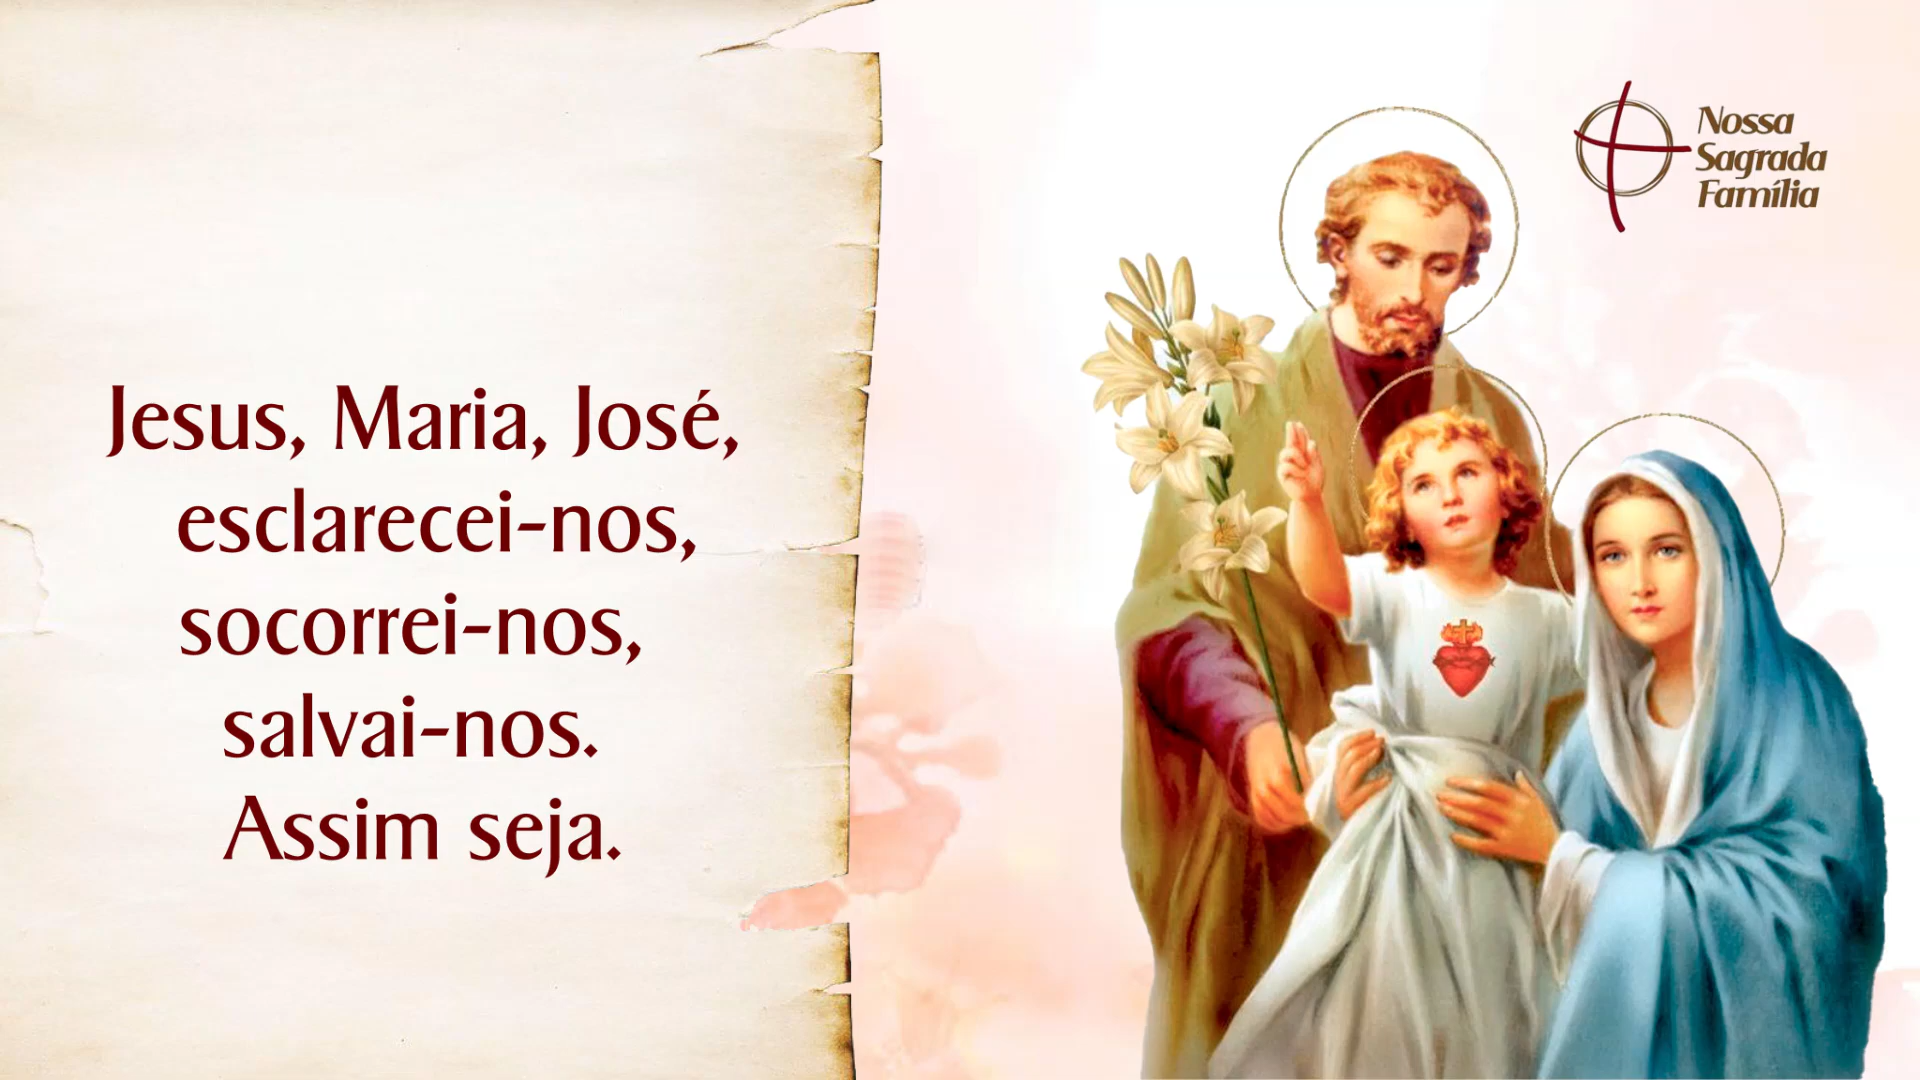 Jesus, Maria, José,
esclarecei-nos,
socorrei-nos,
salvai-nos.
Assim seja.
Nossa
Sagrada
Família